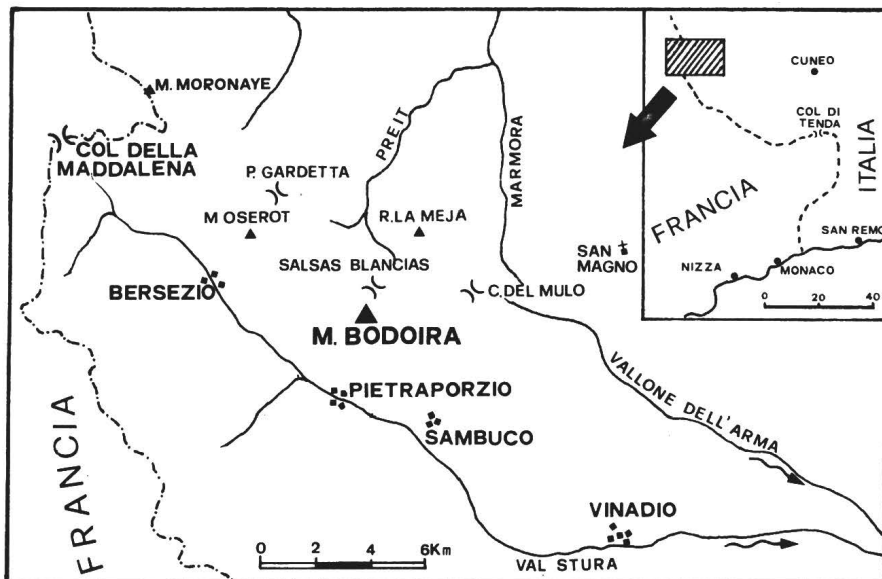 M. MORONAYE
COL DELLA
MADDALENA
P. GARDETTA
M OSEROT
PREIT
MARMORA
R. LA MEJA
SALSAS BLANCIAS
C. DEL MULO
BERSEZIO
M. BODOIRA
PIETRAPORZIO
SAMBUCO
SAN
MAGNO
VALLONE DELL'ARMA
VINADIO
VAL STURA
FRANCIA
0 2 4 6Km
CUNEO
COL DI
TENDA
ITALIA
FRANCIA
SAN REMO
NIZZA
MONACO
0 20 40